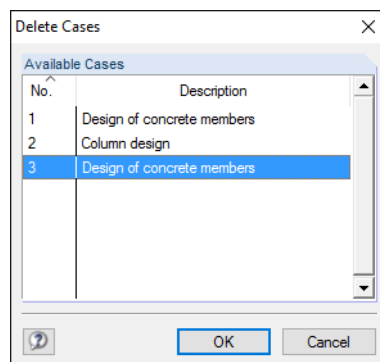 Delete Cases
Available Cases
No. Description
1 Design of concrete members
2 Column design
3 Design of concrete members
OK Cancel